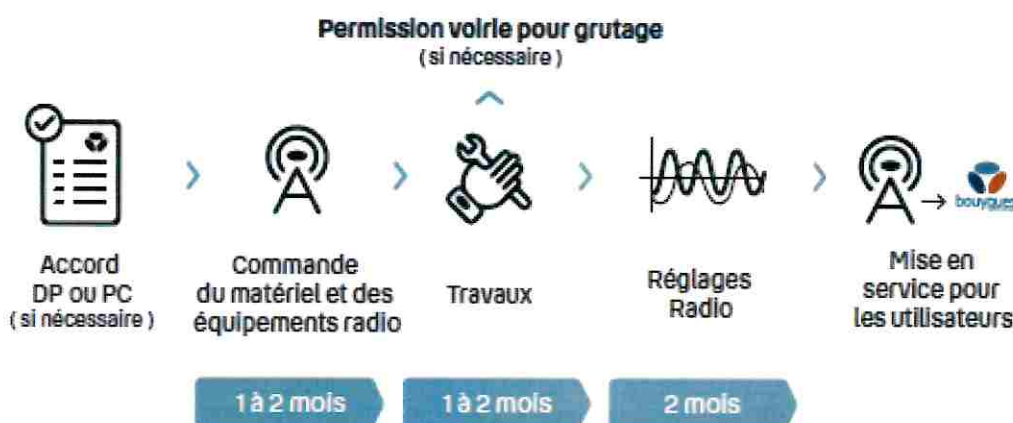 Permission voirie pour grutage
(si nécessaire)
bouygues
Accord
DP ou PC
(si nécessaire)
Commande
du matériel et des
équipements radio
Travaux
Réglages
Radio
Mise en
service pour
les utilisateurs
1 à 2 mois
1 à 2 mois
2 mois